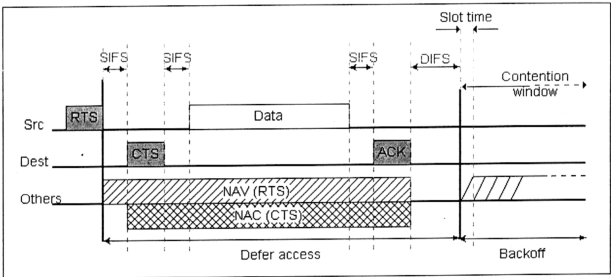 Slot time
SIFS
SIFS
SIFS
DIFS
Contention
window
Src
RTS
Data
Dest
CTS
ACK
Others
NAV (RTS)
NAC (CTS)
Defer access
Backoff